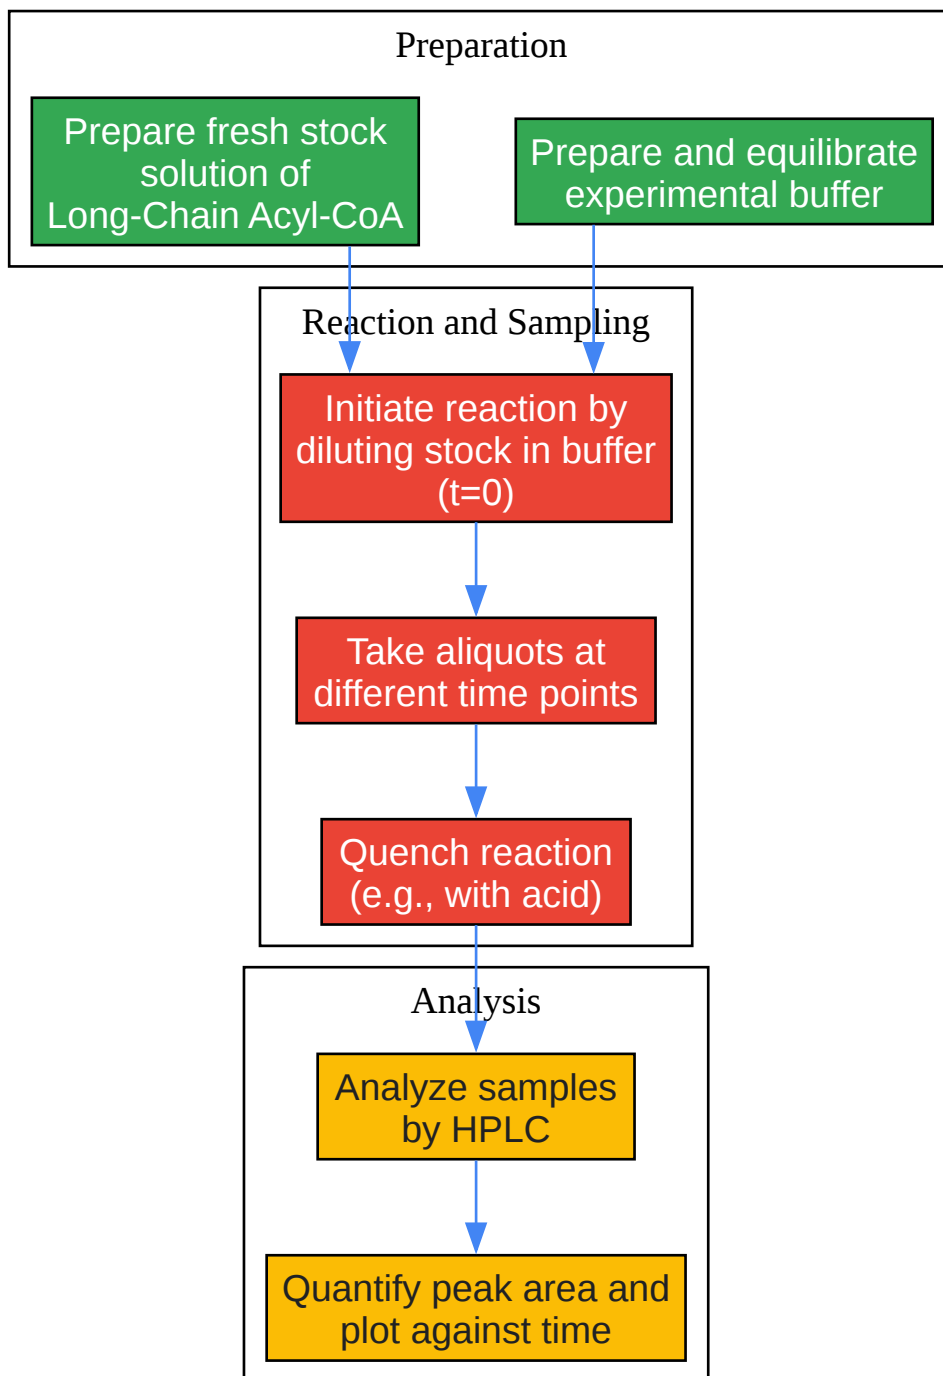 Preparation
Prepare fresh stock
solution of
Long-Chain Acyl-CoA
Prepare and equilibrate
experimental buffer
Reaction and Sampling
Initiate reaction by
diluting stock in buffer
(t=0)
Take aliquots at
different time points
Quench reaction
(e.g., with acid)
Analysis
Analyze samples
by HPLC
Quantify peak area and
plot against time